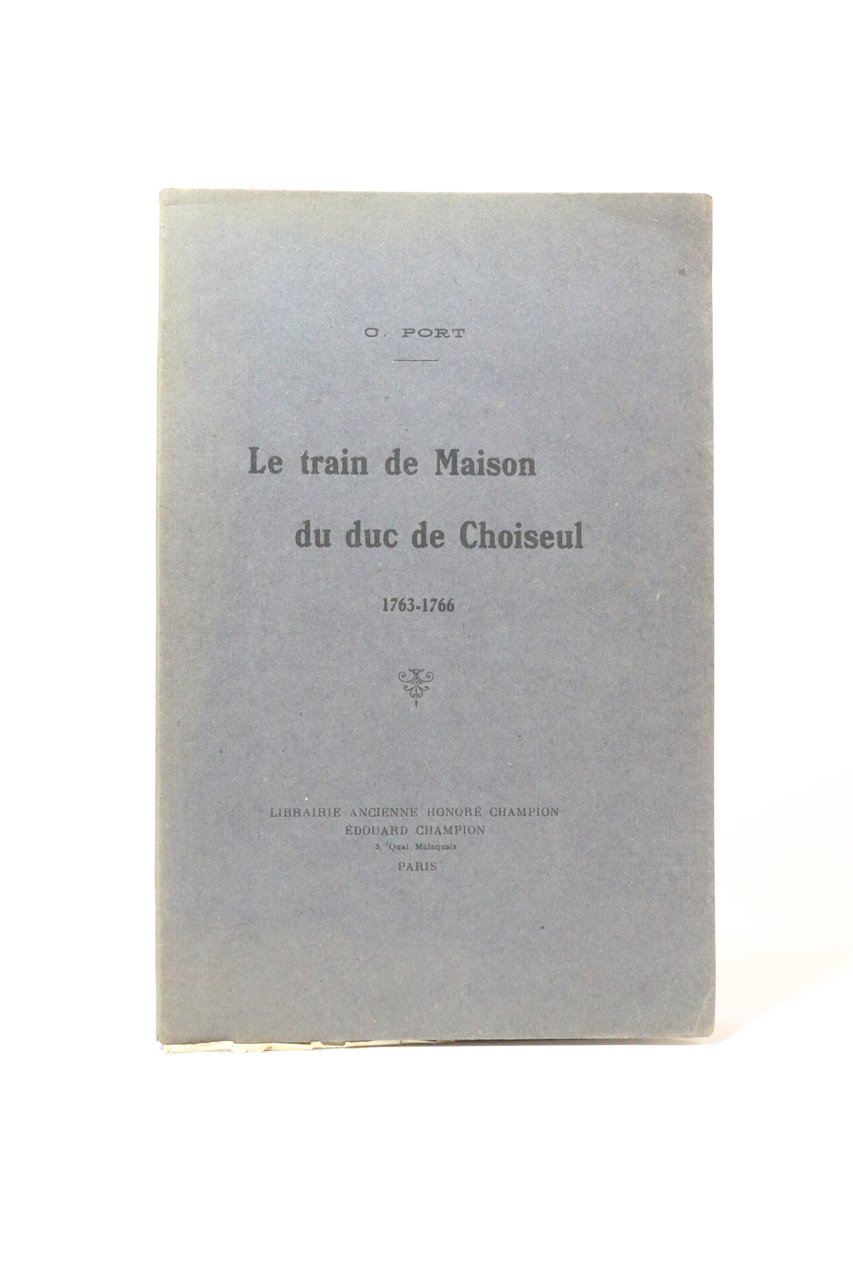 C. PORT
Le train de Maison
du duc de Choiseul
1763-1766
LIBRAIRIE ANCIENNE HONORÉ CHAMPION
ÉDOUARD CHAMPION
5, Quai Malaquais
PARIS